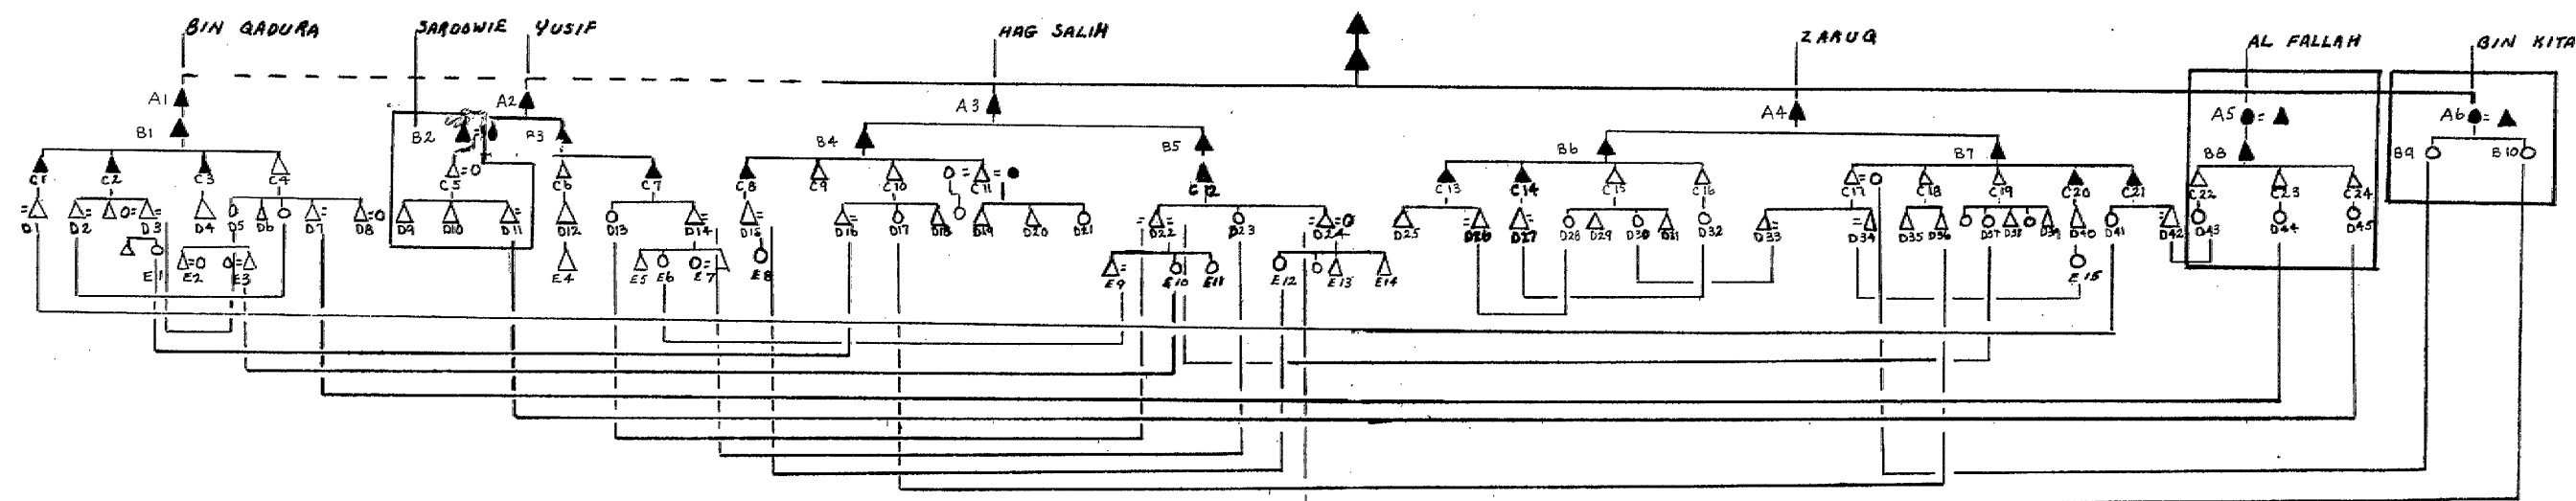 BIN QADURA SARDOWIE YUSIF HAG SALIH ZARUQ AL FALLAH BIN KITA
A1 A2 A3 A4 A5 A6
B1 B2 B3 B4 B5 B6 B7 B8 B9 B10
C1 C2 C3 C4 C5 C6 C7 C8 C9 C10 C11 C12 C13 C14 C15 C16 C17 C18 C19 C20 C21 C22 C23 C24
D D2 D3 D4 D5 D6 D7 D8 D9 D10 D11 D12 D13 D14 D15 D16 D17 D18 D19 D20 D21 D22 D23 D24 D25 D26 D27 D28 D29 D30 D31 D32 D33 D34 D35 D36 D37 D38 D39 D40 D41 D42 D43 D44 D45
E1 E2 E3 E4 E5 E6 E7 E8 E9 E10 E11 E12 E13 E14 E15